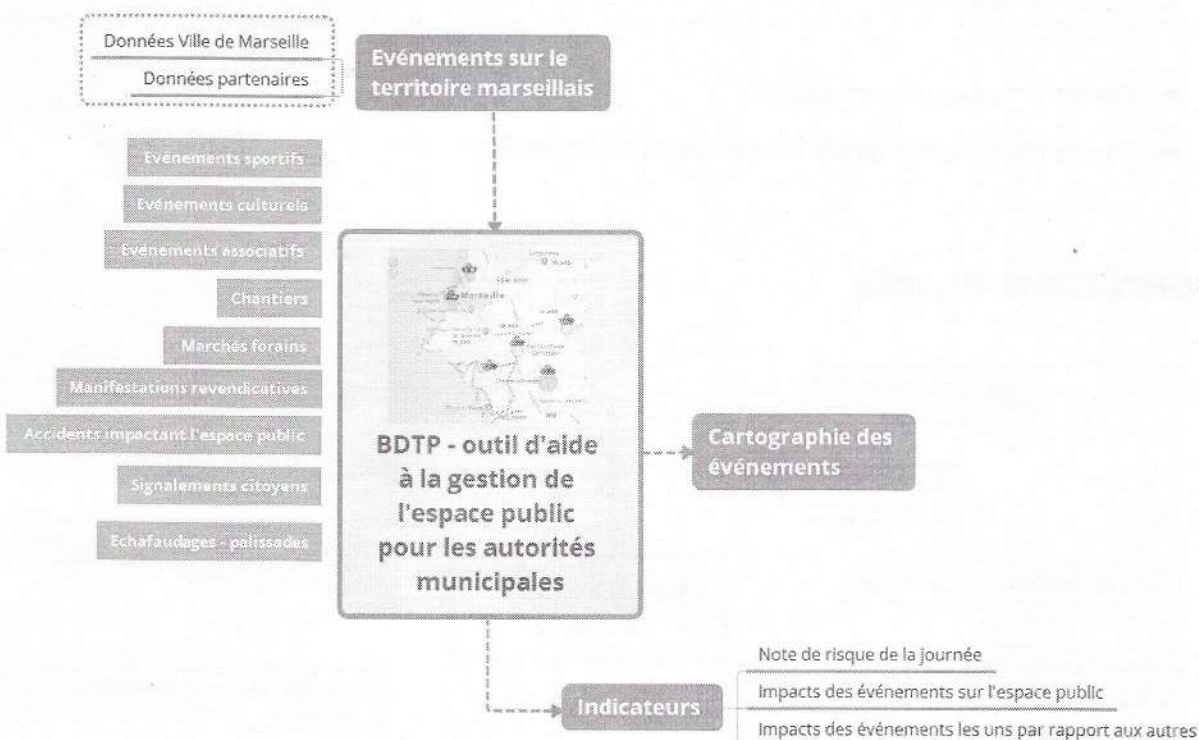 Données Ville de Marseille
Données partenaires
Evénements sur le
territoire marseillais
Evénements sportifs
Evénements culturels
Evénements associatifs
Chantiers
Marchés forains
Manifestations revendicatives
Accidents impactant l'espace public
Signalements citoyens
Echafaudages - palissades
Marseille
BDTP - outil d'aide
à la gestion de
l'espace public
pour les autorités
municipales
Cartographie des
événements
Indicateurs
Note de risque de la journée
Impacts des événements sur l'espace public
Impacts des événements les uns par rapport aux autres